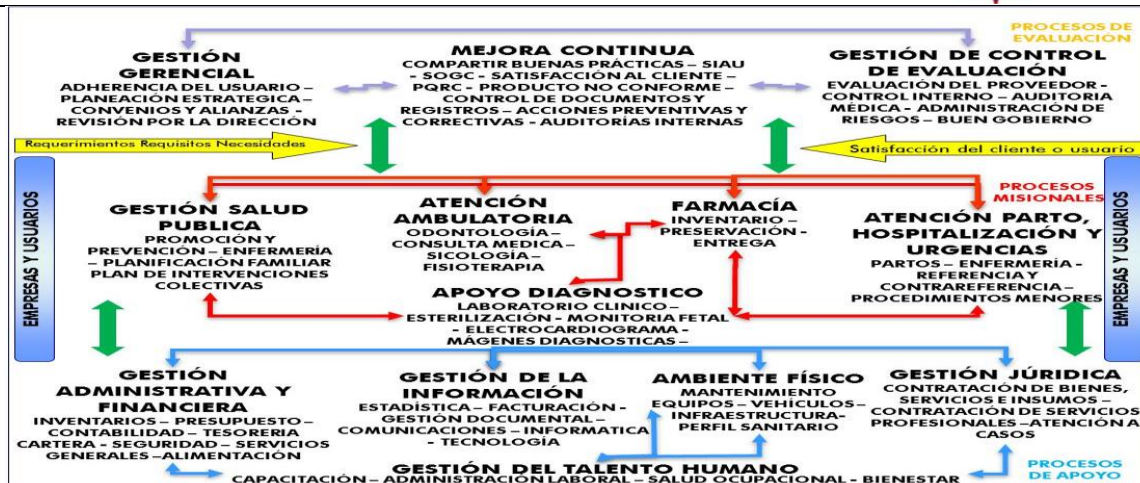 PROCESOS DE
EVALUACIÓN
GESTIÓN
GERENCIAL
ADHERENCIA DEL USUARIO –
PLANEACIÓN ESTRATEGICA –
CONVENIOS Y ALIANZAS –
REVISIÓN POR LA DIRECCIÓN
MEJORA CONTINUA
COMPARTIR BUENAS PRÁCTICAS – SIAU
- SOGC - SATISFACCIÓN AL CLIENTE –
PQRC - PRODUCTO NO CONFORME –
CONTROL DE DOCUMENTOS Y
REGISTROS – ACCIONES PREVENTIVAS Y
CORRECTIVAS - AUDITORÍAS INTERNAS
GESTIÓN DE CONTROL
DE EVALUACIÓN
EVALUACIÓN DEL PROVEEDOR -
CONTROL INTERNO – AUDITORIA
MÉDICA - ADMINISTRACIÓN DE
RIESGOS – BUEN GOBIERNO
Requerimientos Requisitos Necesidades
Satisfacción del cliente o usuario
EMPRESAS Y USUARIOS
EMPRESAS Y USUARIOS
PROCESOS
MISIONALES
GESTIÓN SALUD
PUBLICA
PROMOCIÓN Y
PREVENCIÓN – ENFERMERÍA
– PLANIFICACIÓN FAMILIAR
PLAN DE INTERVENCIONES
COLECTIVAS
ATENCIÓN
AMBULATORIA
ODONTOLOGÍA –
CONSULTA MEDICA –
SICOLOGÍA –
FISIOTERAPIA
FARMACÍA
INVENTARIO –
PRESERVACIÓN -
ENTREGA
ATENCIÓN PARTO,
HOSPITALIZACIÓN Y
URGENCIAS
PARTOS – ENFERMERÍA -
REFERENCIA Y
CONTRAREFERENCIA –
PROCEDIMIENTOS MENORES
APOYO DIAGNOSTICO
LABORATORIO CLINICO –
ESTERILIZACIÓN - MONITORIA FETAL
- ELECTROCARDIOGRAMA -
MÁGENES DIAGNOSTICAS –
GESTIÓN
ADMINISTRATIVA Y
FINANCIERA
INVENTARIOS – PRESUPUESTO –
CONTABILIDAD – TESORERIA
CARTERA - SEGURIDAD – SERVICIOS
GENERALES – ALIMENTACIÓN
GESTIÓN DE LA
INFORMACIÓN
ESTADÍSTICA – FACTURACIÓN -
GESTIÓN DOCUMENTAL –
COMUNICACIONES – INFORMATICA
- TECNOLOGÍA
AMBIENTE FÍSICO
MANTENIMIENTO
EQUIPOS – VEHÍCULOS –
INFRAESTRUCTURA-
PERFIL SANITARIO
GESTIÓN JÚRIDICA
CONTRATACIÓN DE BIENES,
SERVICIOS E INSUMOS –
CONTRATACIÓN DE SERVICIOS
PROFESIONALES – ATENCIÓN A
CASOS
GESTIÓN DEL TALENTO HUMANO
CAPACITACIÓN – ADMINISTRACIÓN LABORAL – SALUD OCUPACIONAL - BIENESTAR
PROCESOS
DE APOYO